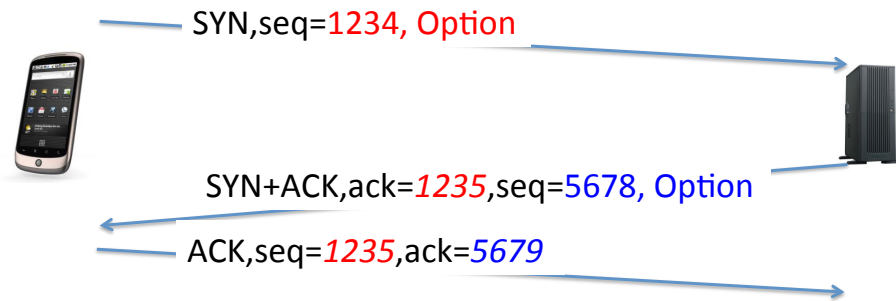 SYN,seq=1234, Option
SYN+ACK,ack=1235,seq=5678, Option
ACK,seq=1235,ack=5679